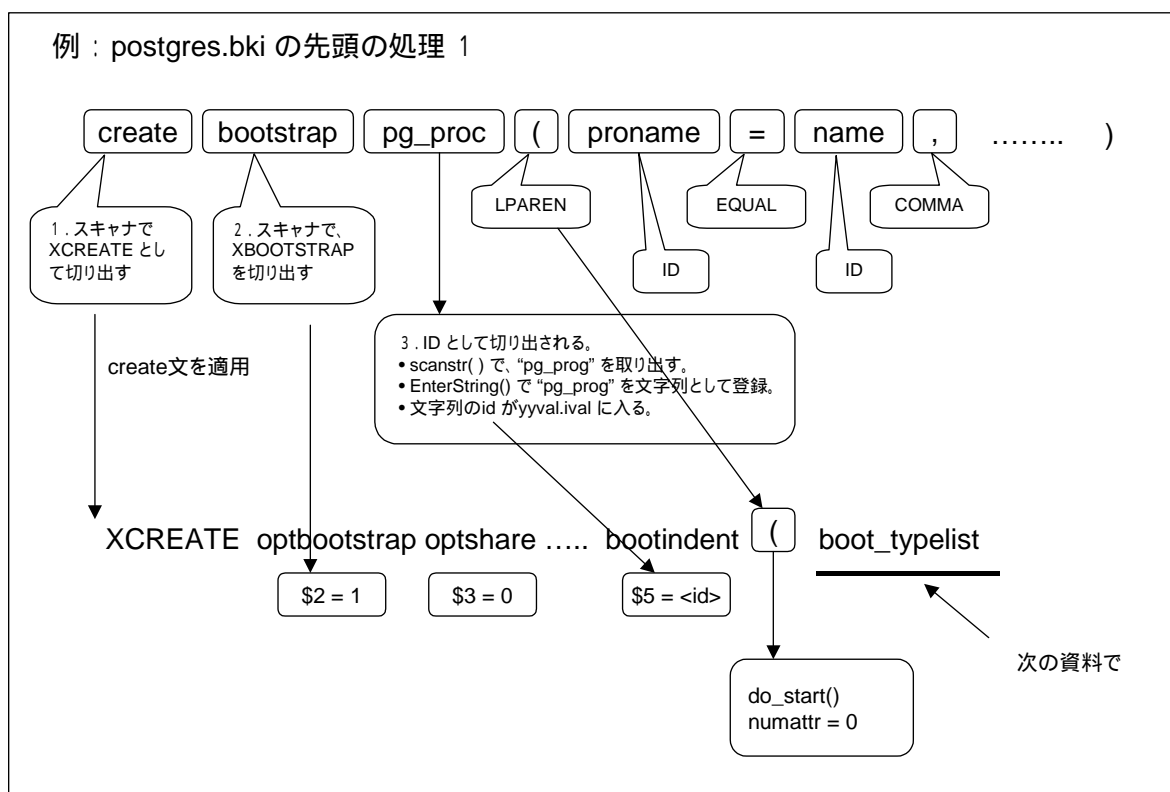 例：postgres.bki の先頭の処理 1
create bootstrap pg_proc ( proname = name , …….. )
1．スキャナで
XCREATE とし
て切り出す
2．スキャナで、
XBOOTSTRAP
を切り出す
LPAREN
EQUAL
COMMA
ID
ID
create文を適用
3．ID として切り出される。
• scanstr( ) で、“pg_prog” を取り出す。
• EnterString() で “pg_prog” を文字列として登録。
• 文字列のid がyyval.ival に入る。
XCREATE optbootstrap optshare ….. bootindent ( boot_typelist
$2 = 1
$3 = 0
$5 = <id>
次の資料で
do_start()
numattr = 0